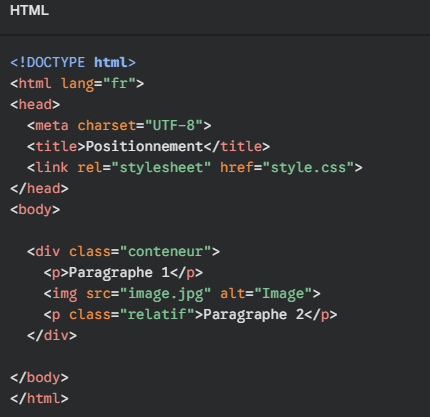 HTML
<!DOCTYPE html>
<html lang="fr">
<head>
  <meta charset="UTF-8">
  <title>Positionnement</title>
  <link rel="stylesheet" href="style.css">
</head>
<body>

  <div class="conteneur">
    <p>Paragraphe 1</p>
    <img src="image.jpg" alt="Image">
    <p class="relatif">Paragraphe 2</p>
  </div>

</body>
</html>